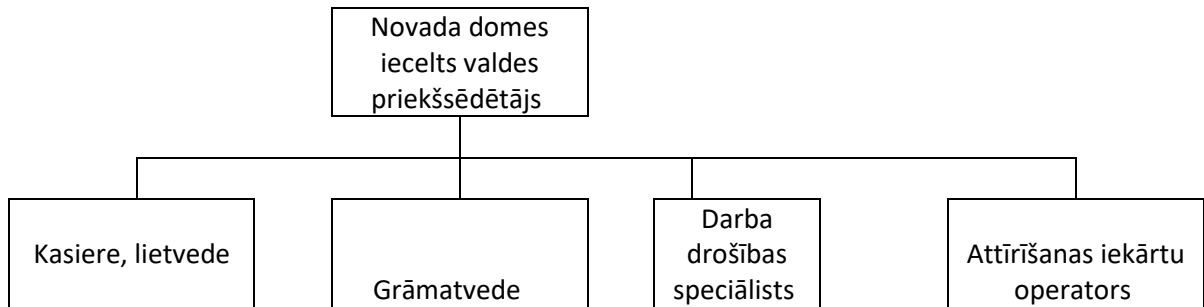 Novada domes
iecelts valdes
priekšsēdētājs
Kasiere, lietvede
Grāmatvede
Darba
drošības
speciālists
Attīrīšanas iekārtu
operators